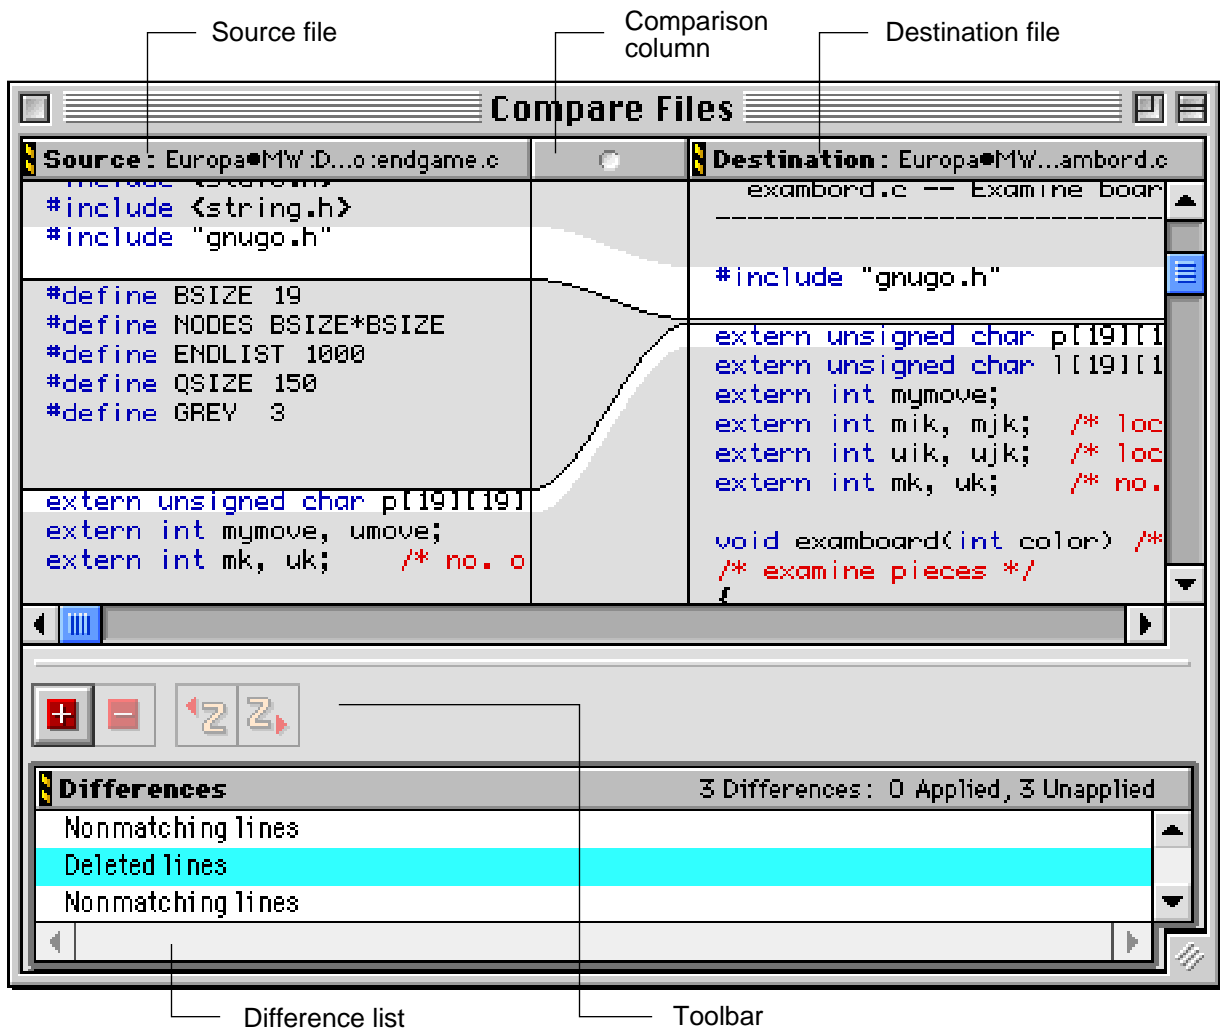 Source file
Comparison
column
Destination file
Compare Files
Source: Europa●MW:D...o:endgame.c
Destination: Europa●MW...ambord.c
#include <string.h>
#include "gnugo.h"
#define BSIZE 19
#define NODES BSIZE*BSIZE
#define ENDLIST 1000
#define QSIZE 150
#define GREY  3
extern unsigned char p[19][19]
extern int mymove, umove;
extern int mk, uk;    /* no. o
exambord.c -- Examine boar
-----------------------------
#include "gnugo.h"
extern unsigned char p[19][1
extern unsigned char l[19][1
extern int mymove;
extern int mik, mjk;  /* loc
extern int uik, ujk;  /* loc
extern int mk, uk;    /* no.
void examboard(int color) /*
/* examine pieces */
{
Differences
3 Differences: 0 Applied, 3 Unapplied
Nonmatching lines
Deleted lines
Nonmatching lines
Difference list
Toolbar